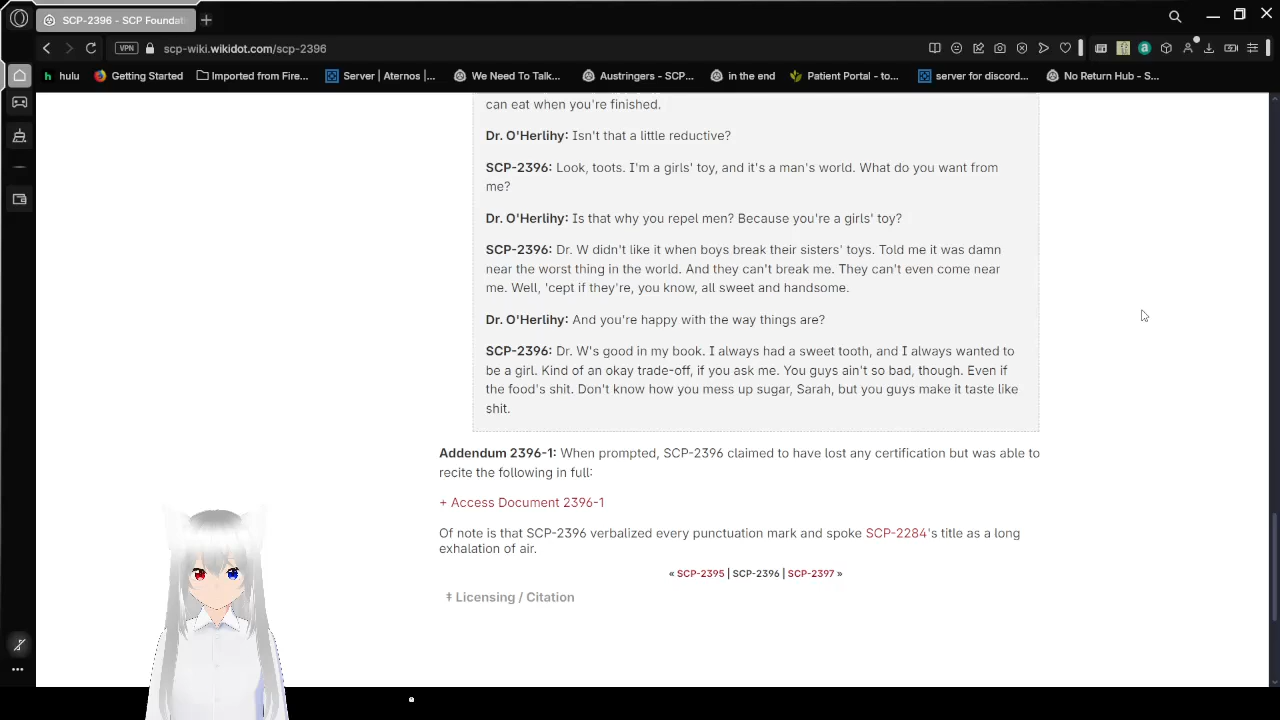 SCP-2396 - SCP Foundat
VPN
scp-wiki.wikidot.com/scp-2396
hulu
Getting Started
Imported from Fire...
Server | Aternos |...
We Need To Talk...
Austringers - SCP...
in the end
Patient Portal - to...
server for discord...
No Return Hub - S...
can eat when you're finished.
Dr. O'Herlihy: Isn't that a little reductive?
SCP-2396: Look, toots. I'm a girls' toy, and it's a man's world. What do you want from
me?
Dr. O'Herlihy: Is that why you repel men? Because you're a girls' toy?
SCP-2396: Dr. W didn't like it when boys break their sisters' toys. Told me it was damn
near the worst thing in the world. And they can't break me. They can't even come near
me. Well, 'cept if they're, you know, all sweet and handsome.
Dr. O'Herlihy: And you're happy with the way things are?
SCP-2396: Dr. W's good in my book. I always had a sweet tooth, and I always wanted to
be a girl. Kind of an okay trade-off, if you ask me. You guys ain't so bad, though. Even if
the food's shit. Don't know how you mess up sugar, Sarah, but you guys make it taste like
shit.
Addendum 2396-1: When prompted, SCP-2396 claimed to have lost any certification but was able to
recite the following in full:
+ Access Document 2396-1
Of note is that SCP-2396 verbalized every punctuation mark and spoke SCP-2284's title as a long
exhalation of air.
« SCP-2395 | SCP-2396 | SCP-2397 »
‡ Licensing / Citation